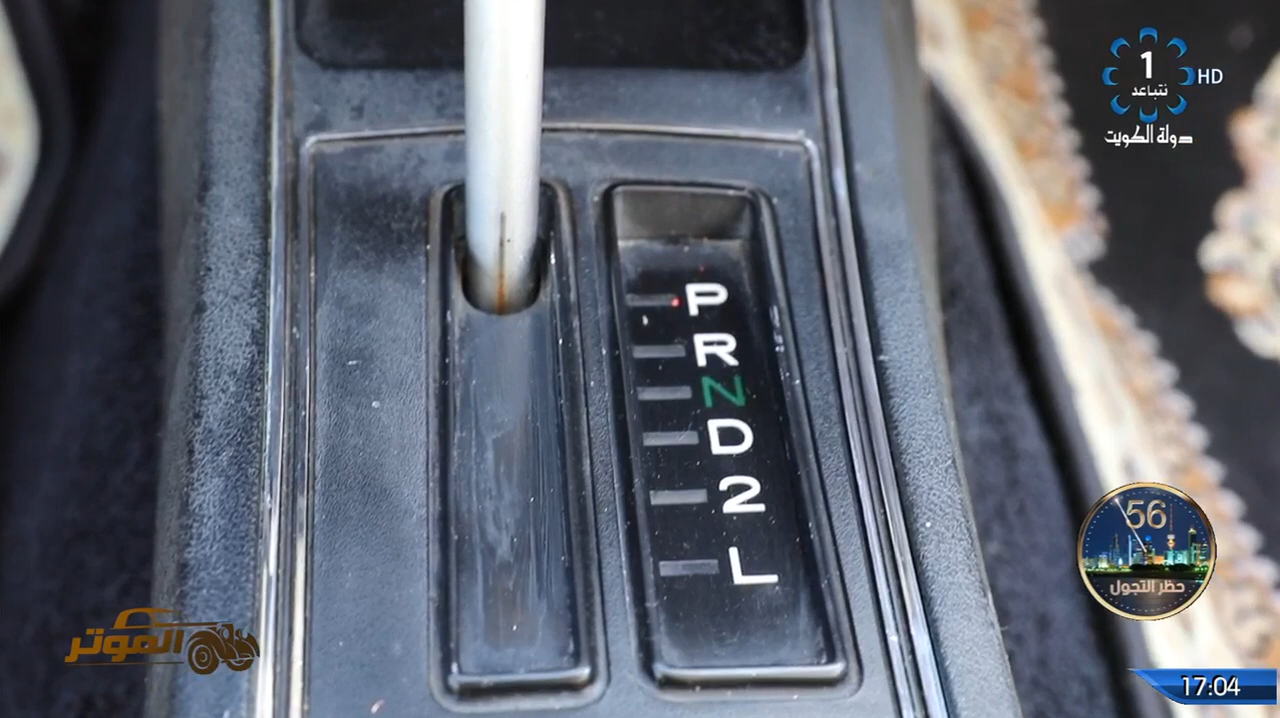 1
نتباعد
HD
دولة الكويت
P
R
N
D
2
L
56
حظر التجول
الموتر
17:04